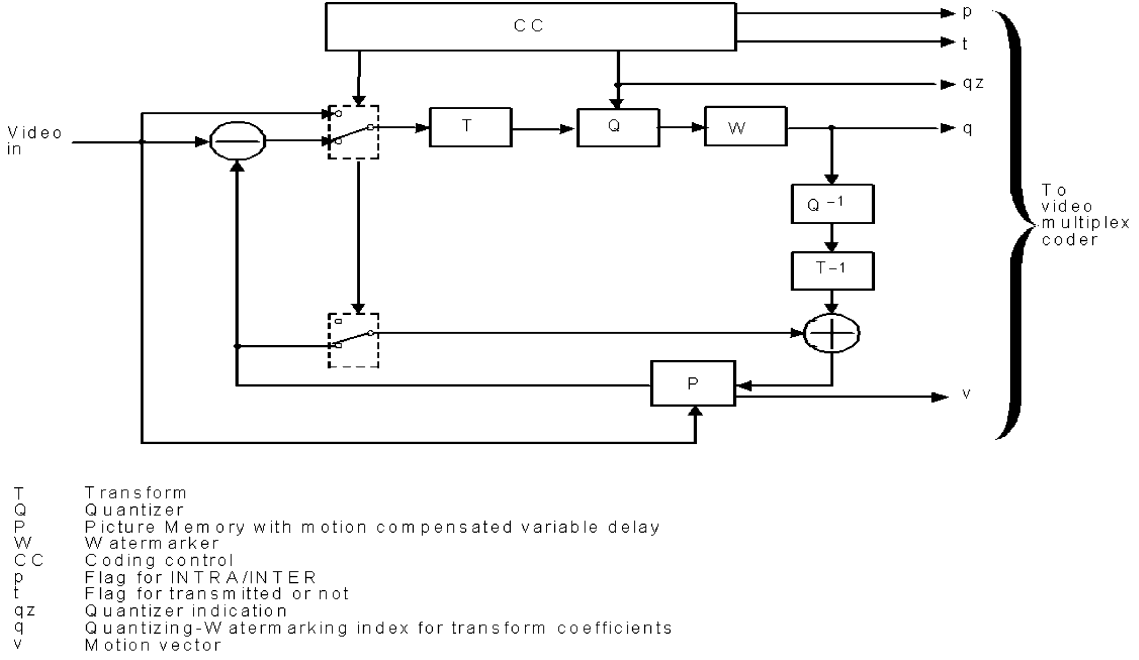 CC
p
t
qz
Video
in
T
Q
W
q
Q -1
T-1
To
video
multiplex
coder
P
v
T Transform
Q Quantizer
P Picture Memory with motion compensated variable delay
W Watermarker
CC Coding control
p Flag for INTRA/INTER
t Flag for transmitted or not
qz Quantizer indication
q Quantizing-Watermarking index for transform coefficients
v Motion vector